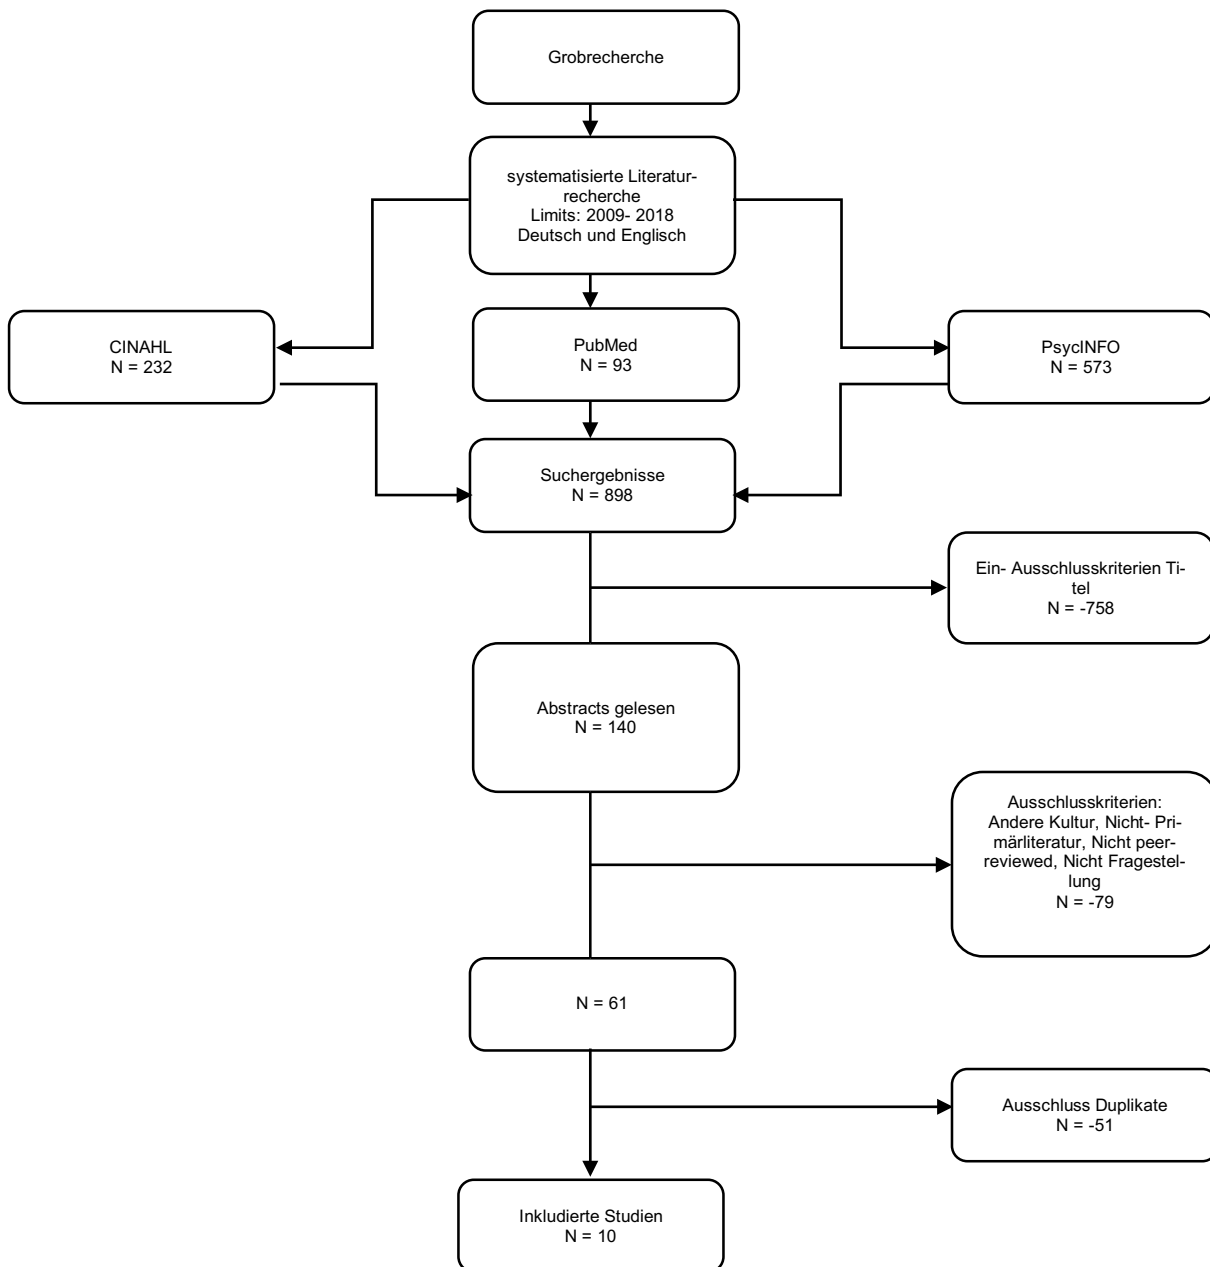 Grobrecherche
systematisierte Literatur-
recherche
Limits: 2009- 2018
Deutsch und Englisch
CINAHL
N = 232
PubMed
N = 93
PsycINFO
N = 573
Suchergebnisse
N = 898
Ein- Ausschlusskriterien Ti-
tel
N = -758
Abstracts gelesen
N = 140
Ausschlusskriterien:
Andere Kultur, Nicht- Pri-
märliteratur, Nicht peer-
reviewed, Nicht Fragestel-
lung
N = -79
N = 61
Ausschluss Duplikate
N = -51
Inkludierte Studien
N = 10